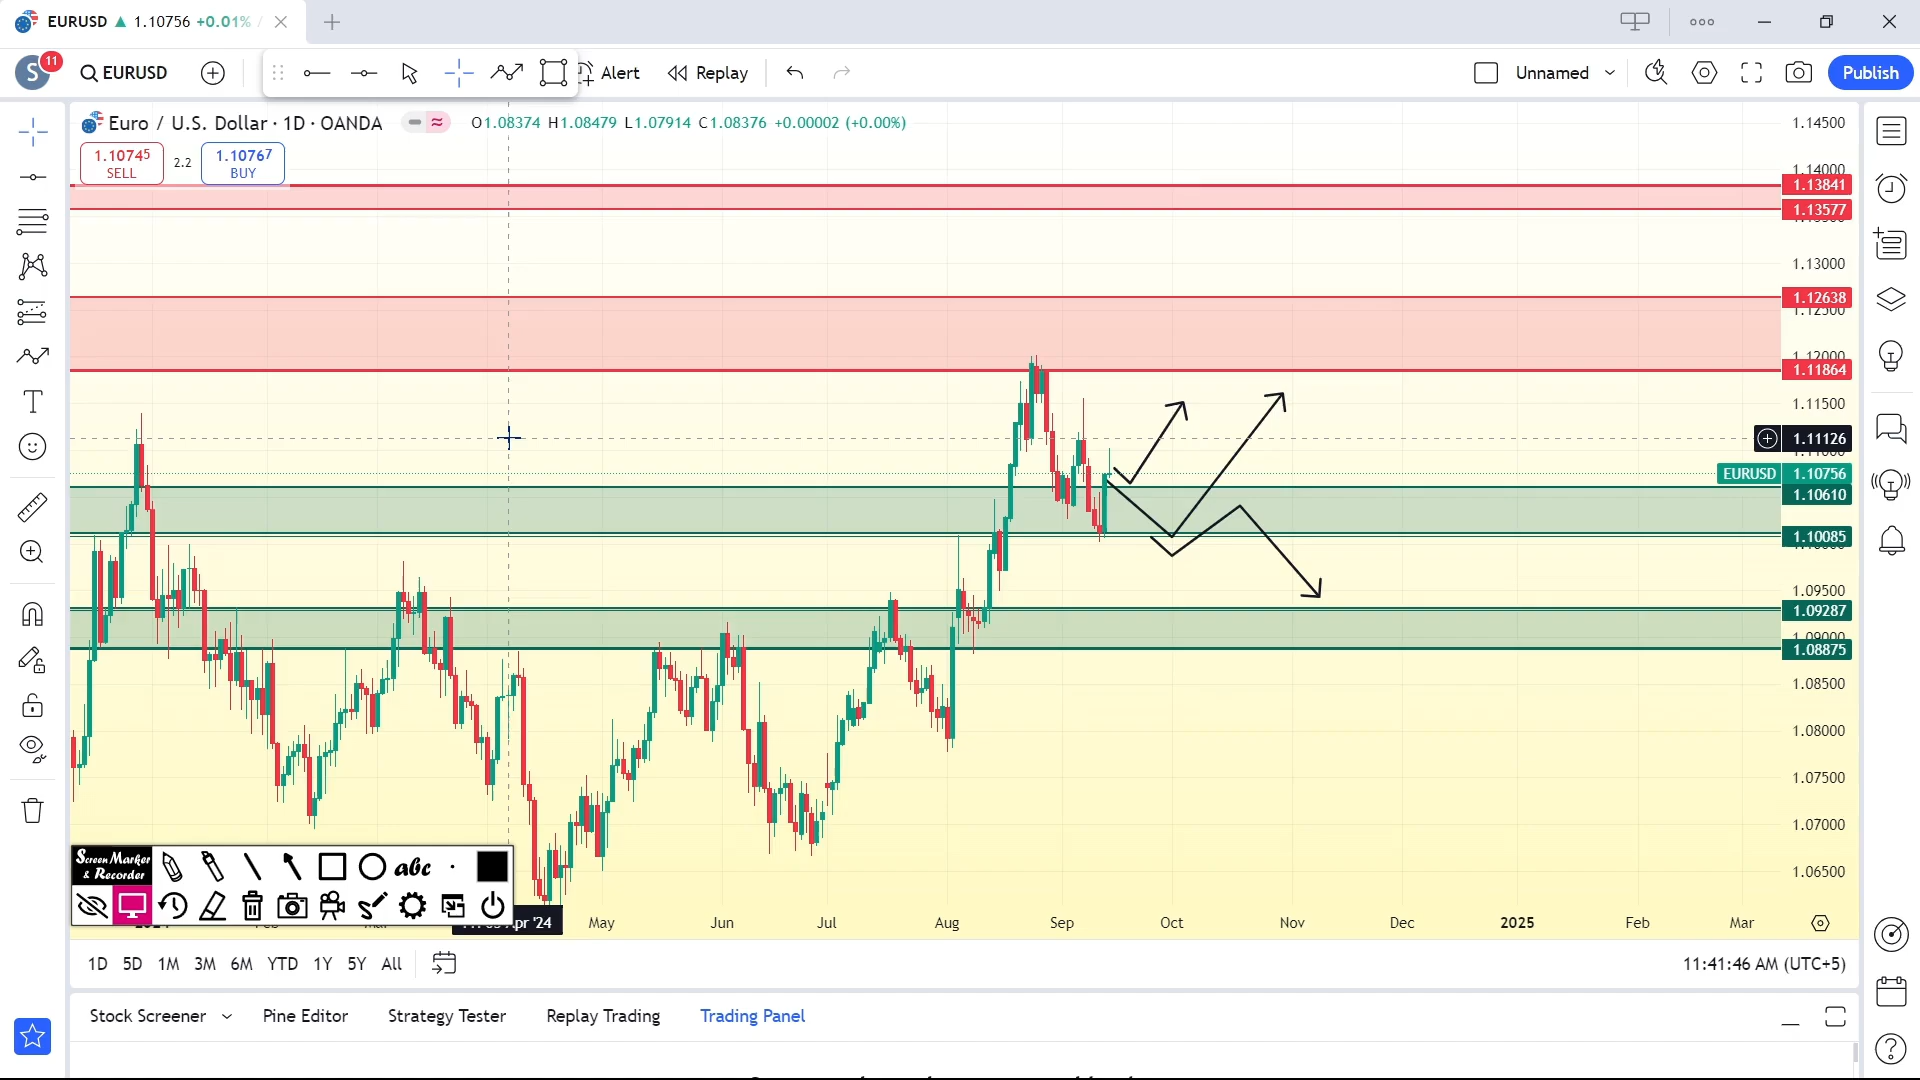 EURUSD ▲ 1.10756 +0.01% /
S 11 EURUSD Alert Replay Unnamed Publish
Euro / U.S. Dollar · 1D · OANDA O1.08374 H1.08479 L1.07914 C1.08376 +0.00002 (+0.00%)
1.10745 SELL 2.2 1.10767 BUY
1.14500
1.14000
1.13841
1.13577
1.13000
1.12638
1.12500
1.12000
1.11864
1.11500
1.11126
EURUSD 1.10756
1.10610
1.10085
1.09500
1.09287
1.09000
1.08875
1.08500
1.08000
1.07500
1.07000
1.06500
Screen Marker
& Recorder
abc
Apr '24 May Jun Jul Aug Sep Oct Nov Dec 2025 Feb Mar
1D 5D 1M 3M 6M YTD 1Y 5Y All 11:41:46 AM (UTC+5)
Stock Screener Pine Editor Strategy Tester Replay Trading Trading Panel